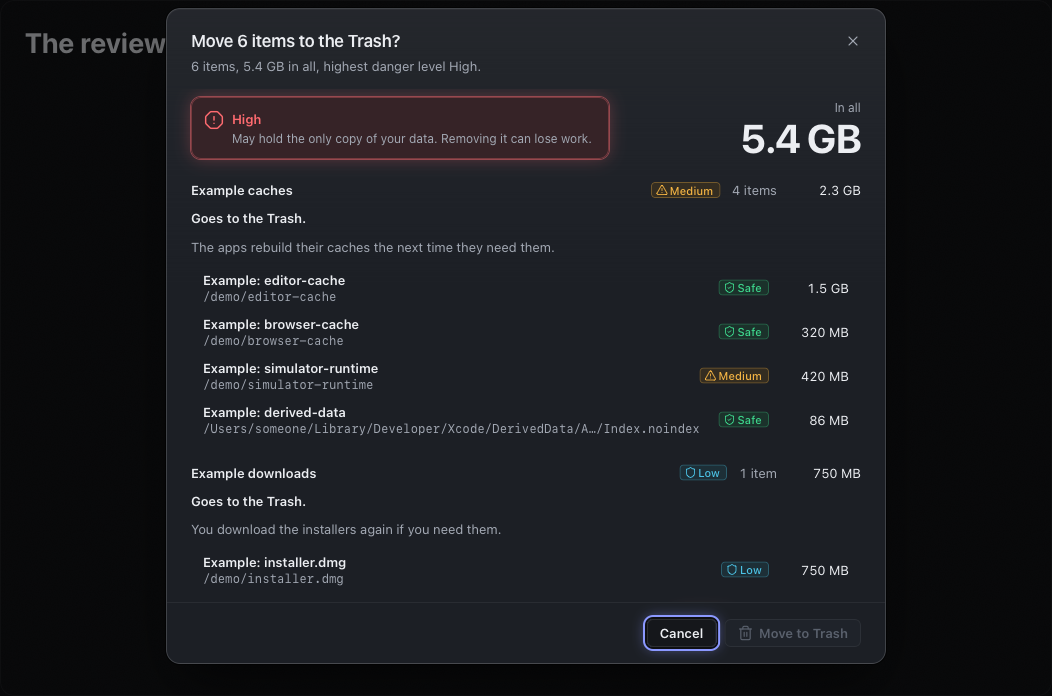 The review
Move 6 items to the Trash?
6 items, 5.4 GB in all, highest danger level High.
High
May hold the only copy of your data. Removing it can lose work.
In all
5.4 GB
Example caches
Medium
4 items
2.3 GB
Goes to the Trash.
The apps rebuild their caches the next time they need them.
Example: editor-cache
/demo/editor-cache
Safe
1.5 GB
Example: browser-cache
/demo/browser-cache
Safe
320 MB
Example: simulator-runtime
/demo/simulator-runtime
Medium
420 MB
Example: derived-data
/Users/someone/Library/Developer/Xcode/DerivedData/A…/Index.noindex
Safe
86 MB
Example downloads
Low
1 item
750 MB
Goes to the Trash.
You download the installers again if you need them.
Example: installer.dmg
/demo/installer.dmg
Low
750 MB
Cancel
Move to Trash